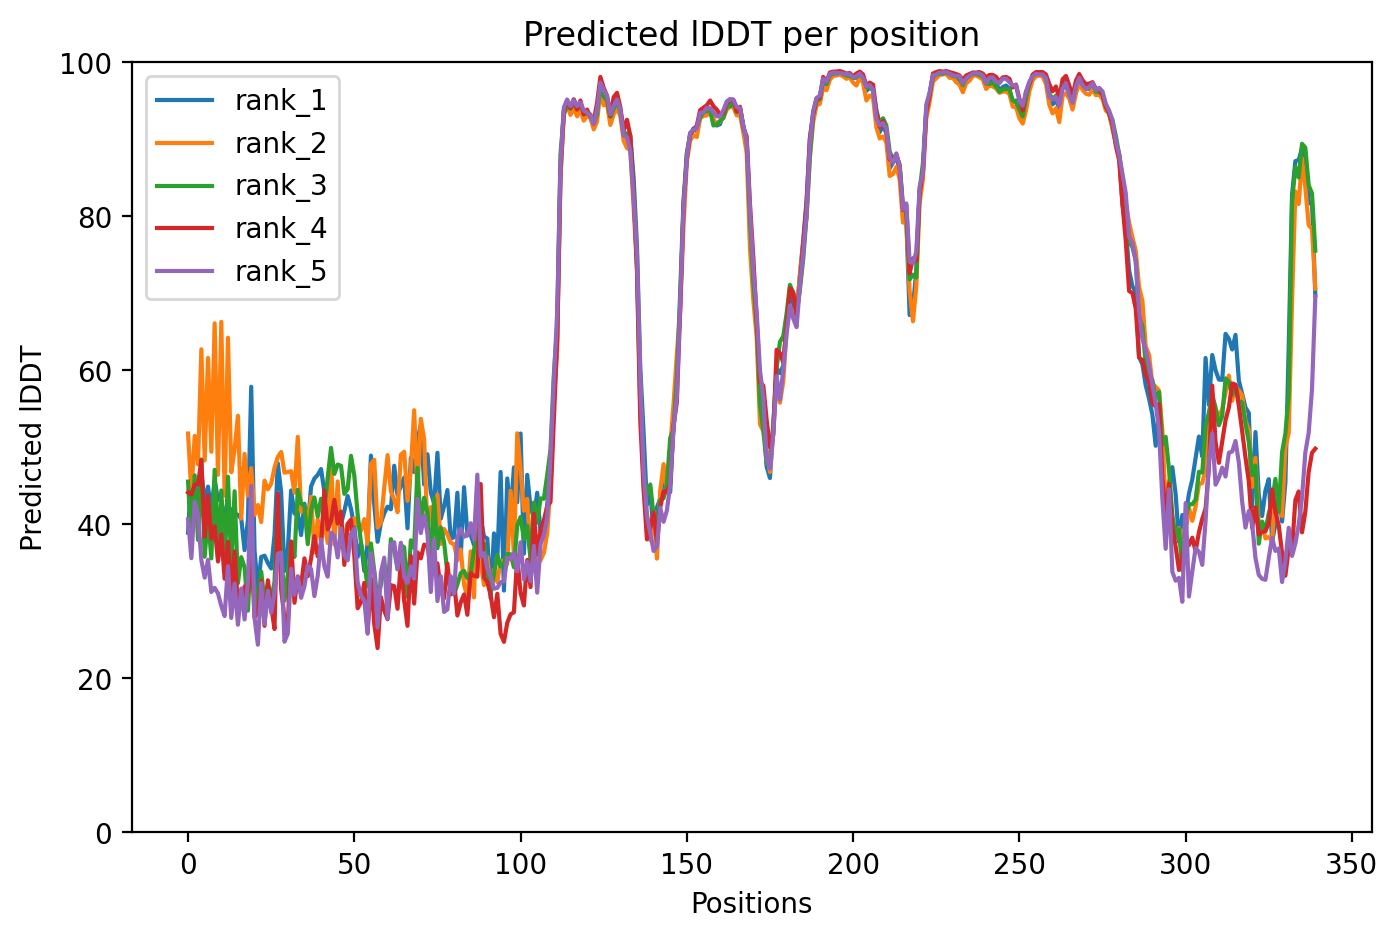 Predicted lDDT per position
100
80
60
40
20
0
Predicted lDDT
rank_1
rank_2
rank_3
rank_4
rank_5
0 50 100 150 200 250 300 350
Positions